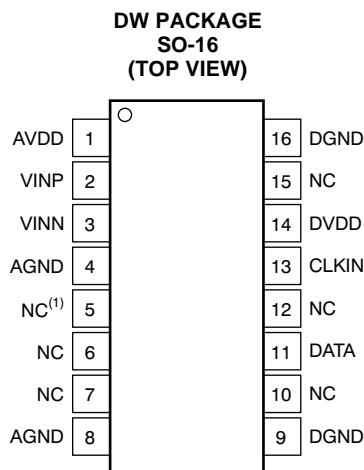 DW PACKAGE
SO-16
(TOP VIEW)
AVDD 1 16 DGND
VINP 2 15 NC
VINN 3 14 DVDD
AGND 4 13 CLKIN
NC(1) 5 12 NC
NC 6 11 DATA
NC 7 10 NC
AGND 8 9 DGND